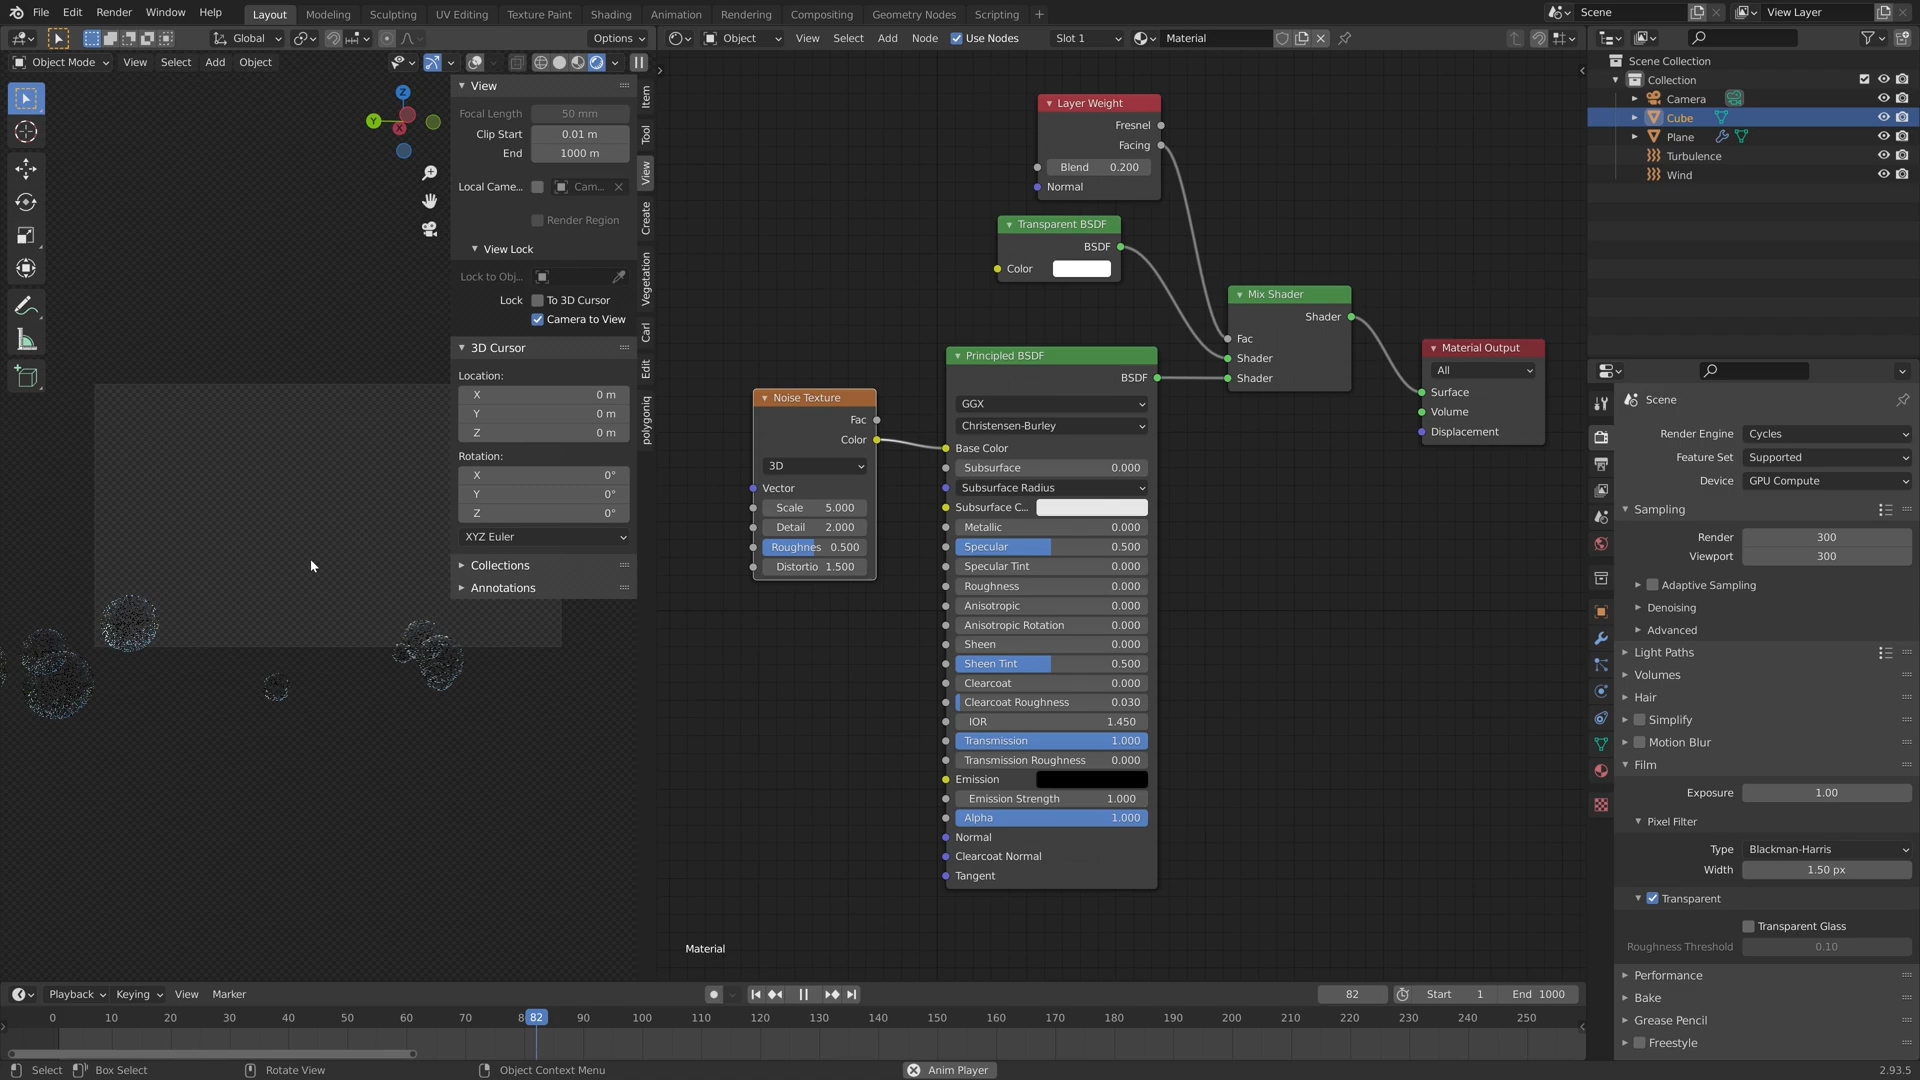 File Edit Render Window Help Layout Modeling Sculpting UV Editing Texture Paint Shading Animation Rendering Compositing Geometry Nodes Scripting + Scene View Layer
Global Options Object View Select Add Node Use Nodes Slot 1 Material
Object Mode View Select Add Object
View
Focal Length 50 mm
Clip Start 0.01 m
End 1000 m
Local Came... Cam...
Render Region
View Lock
Lock to Obj...
Lock To 3D Cursor
Camera to View
3D Cursor
Location:
X 0 m
Y 0 m
Z 0 m
Rotation:
X 0°
Y 0°
Z 0°
XYZ Euler
Collections
Annotations
Item
Tool
View
Create
Vegetation
Carl
Edit
polygoniq
Z
Y
X
Layer Weight
Fresnel
Facing
Blend 0.200
Normal
Transparent BSDF
BSDF
Color
Mix Shader
Shader
Fac
Shader
Shader
Material Output
All
Surface
Volume
Displacement
Noise Texture
Fac
Color
3D
Vector
Scale 5.000
Detail 2.000
Roughnes 0.500
Distortio 1.500
Principled BSDF
BSDF
GGX
Christensen-Burley
Base Color
Subsurface 0.000
Subsurface Radius
Subsurface C...
Metallic 0.000
Specular 0.500
Specular Tint 0.000
Roughness 0.000
Anisotropic 0.000
Anisotropic Rotation 0.000
Sheen 0.000
Sheen Tint 0.500
Clearcoat 0.000
Clearcoat Roughness 0.030
IOR 1.450
Transmission 1.000
Transmission Roughness 0.000
Emission
Emission Strength 1.000
Alpha 1.000
Normal
Clearcoat Normal
Tangent
Material
Scene Collection
Collection
Camera
Cube
Plane
Turbulence
Wind
Scene
Render Engine Cycles
Feature Set Supported
Device GPU Compute
Sampling
Render 300
Viewport 300
Adaptive Sampling
Denoising
Advanced
Light Paths
Volumes
Hair
Simplify
Motion Blur
Film
Exposure 1.00
Pixel Filter
Type Blackman-Harris
Width 1.50 px
Transparent
Transparent Glass
Roughness Threshold 0.10
Performance
Bake
Grease Pencil
Freestyle
Playback Keying View Marker 82 Start 1 End 1000
0 10 20 30 40 50 60 70 8 82 90 100 110 120 130 140 150 160 170 180 190 200 210 220 230 240 250
Select Box Select Rotate View Object Context Menu Anim Player 2.93.5